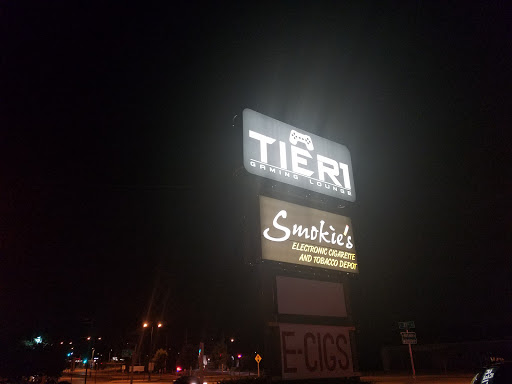 TIER1
GAMING LOUNGE
Smokie's
ELECTRONIC CIGARETTE
AND TOBACCO DEPOT
E-CIGS